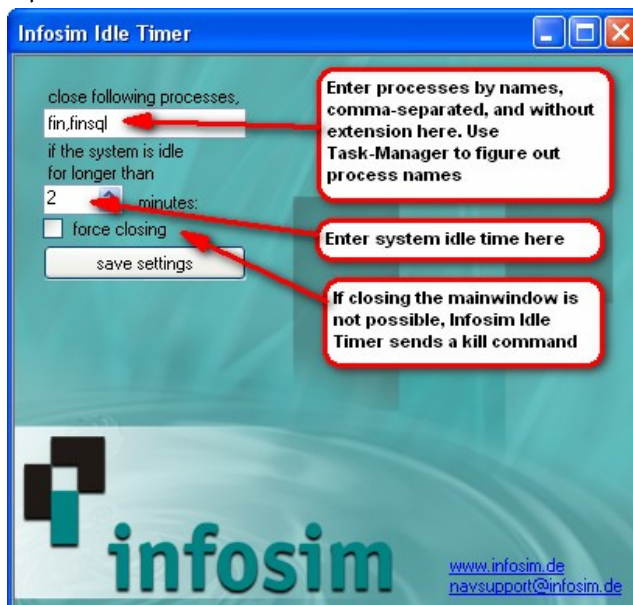 Infosim Idle Timer
close following processes,
fin,finsql
if the system is idle
for longer than
2 minutes:
force closing
save settings
Enter processes by names,
comma-separated, and without
extension here. Use
Task-Manager to figure out
process names
Enter system idle time here
If closing the mainwindow is
not possible, Infosim Idle
Timer sends a kill command
infosim
www.infosim.de
navsupport@infosim.de